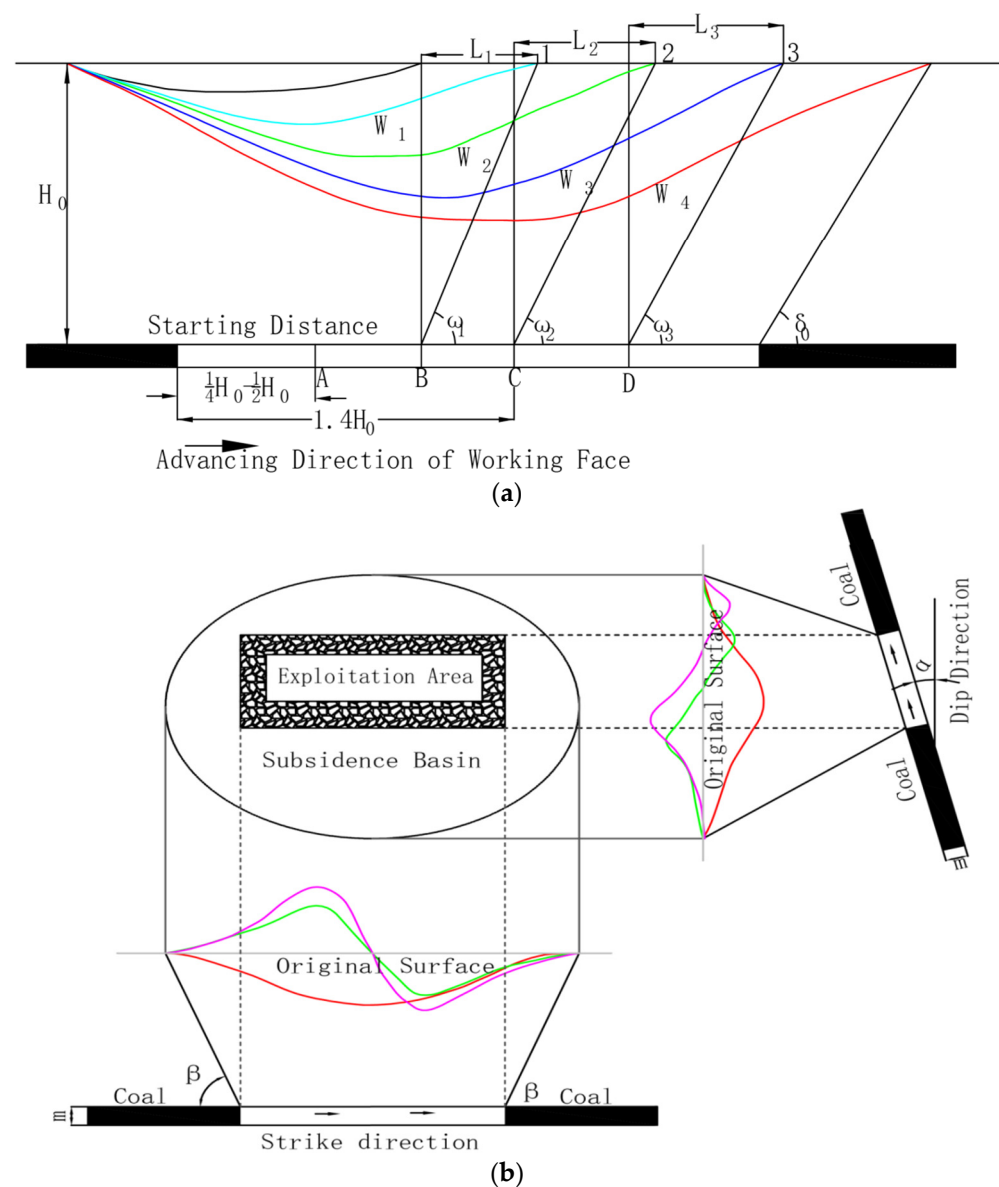 L₁
1
L₂
2
L₃
3
W₁
W₂
W₃
W₄
H₀
Starting Distance
ω₁
ω₂
ω₃
δ₀
¼H₀-½H₀
A
B
C
D
1.4H₀
Advancing Direction of Working Face
(a)
Coal
Exploitation Area
Subsidence Basin
Original Surface
α
Dip Direction
Coal
m
Original Surface
β
β
Coal
Coal
m
Strike direction
(b)